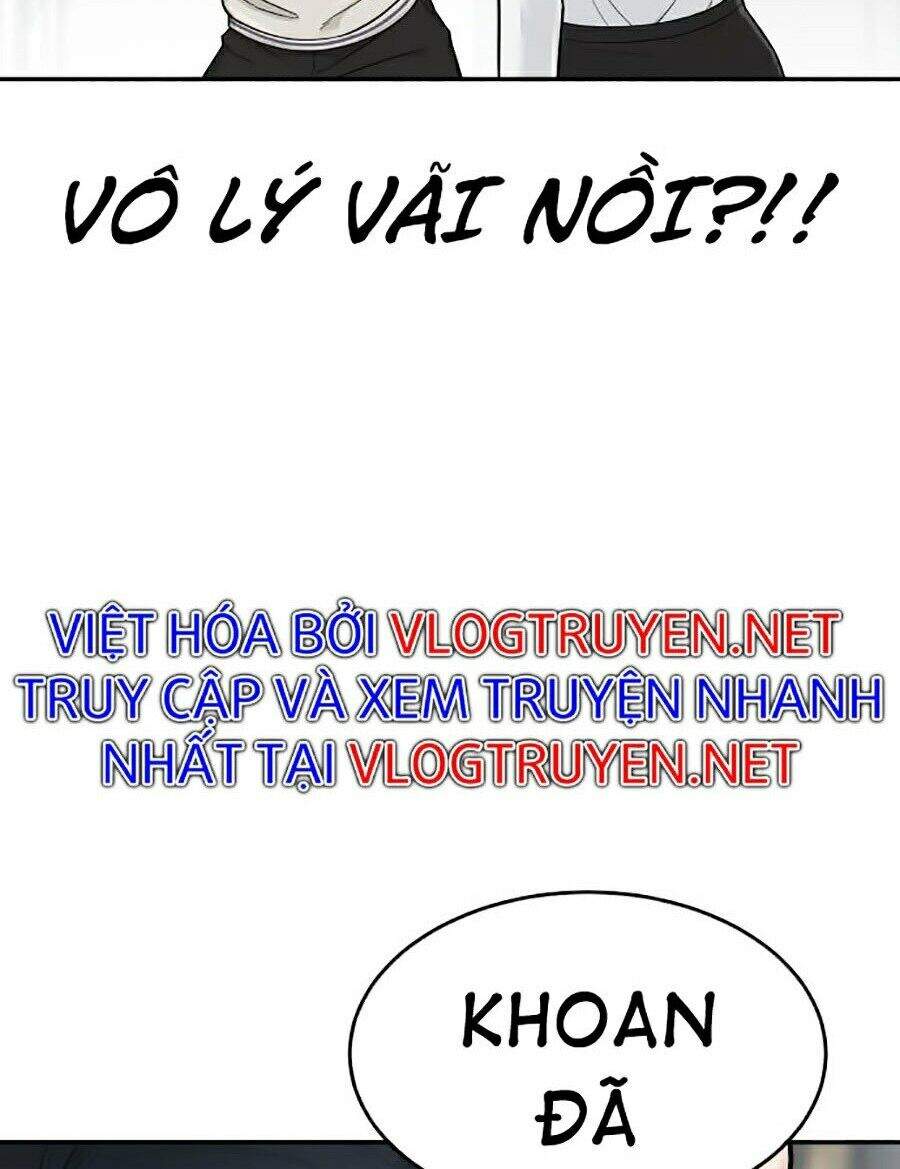 VÔ LÝ VÃI NỒI?!!
VIỆT HÓA BỞI VLOGTRUYEN.NET
TRUY CẬP VÀ XEM TRUYỆN NHANH
NHẤT TẠI VLOGTRUYEN.NET
KHOAN
ĐÃ